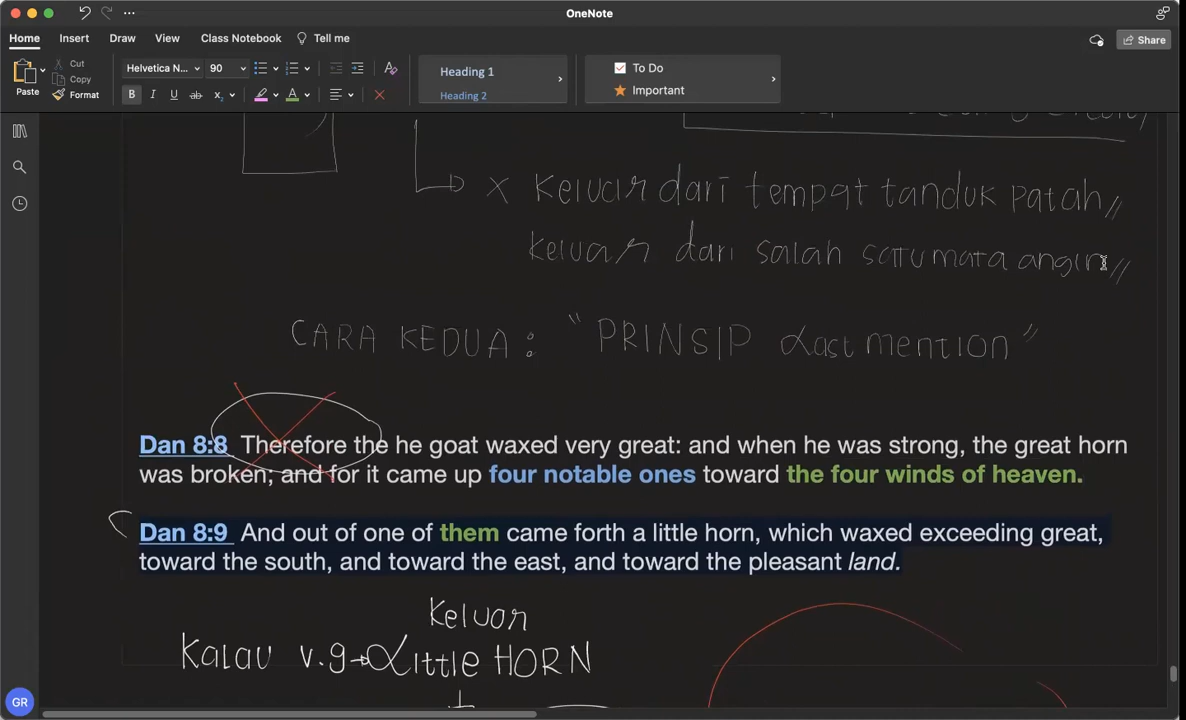 OneNote
Home Insert Draw View Class Notebook Tell me
Share
Paste
Cut
Copy
Format
Helvetica N... 90
B I U ab x
Heading 1
Heading 2
To Do
Important
x keluar dari tempat tanduk patah //
keluar dari salah satu mata angin //
CARA KEDUA : " PRINSIP Last mention "
Dan 8:8 Therefore the he goat waxed very great: and when he was strong, the great horn
was broken; and for it came up four notable ones toward the four winds of heaven.
Dan 8:9 And out of one of them came forth a little horn, which waxed exceeding great,
toward the south, and toward the east, and toward the pleasant land.
keluar
Kalau v.9 → Little HORN
GR